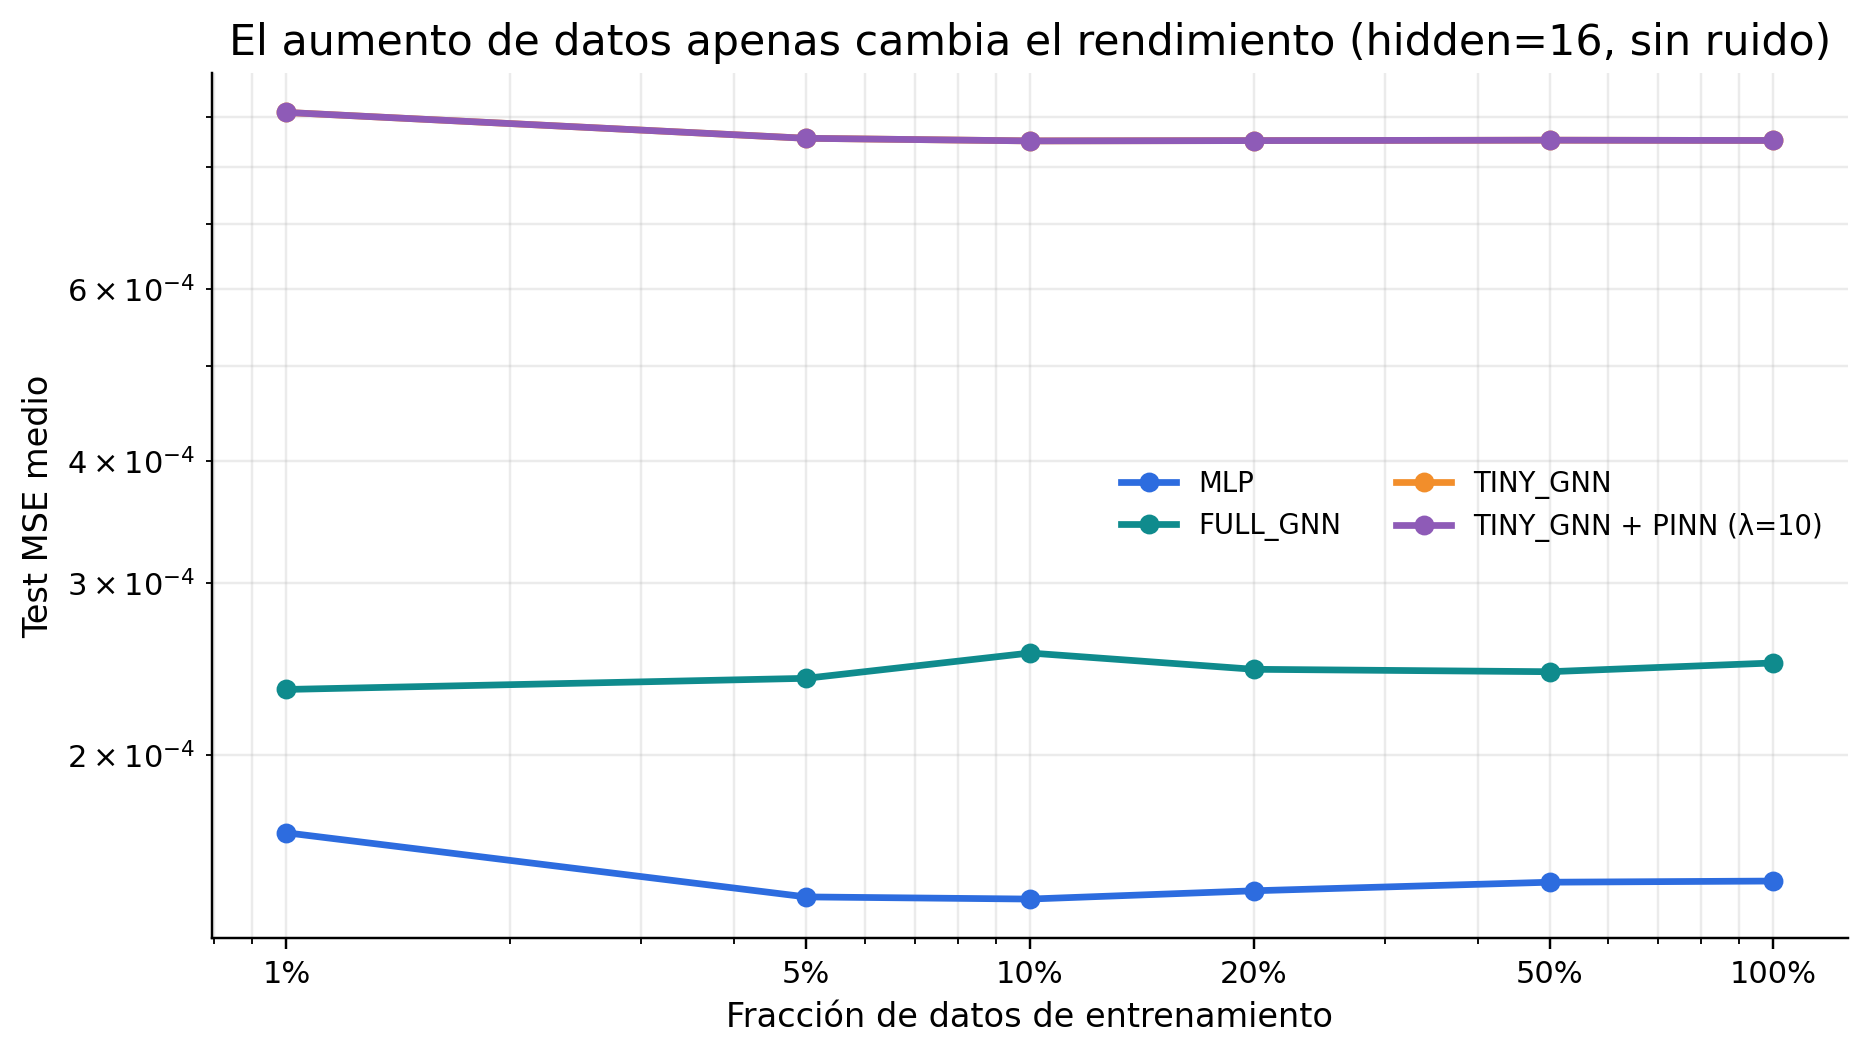 El aumento de datos apenas cambia el rendimiento (hidden=16, sin ruido)
Test MSE medio
6 × 10⁻⁴
4 × 10⁻⁴
3 × 10⁻⁴
2 × 10⁻⁴
MLP
FULL_GNN
TINY_GNN
TINY_GNN + PINN (λ=10)
1% 5% 10% 20% 50% 100%
Fracción de datos de entrenamiento